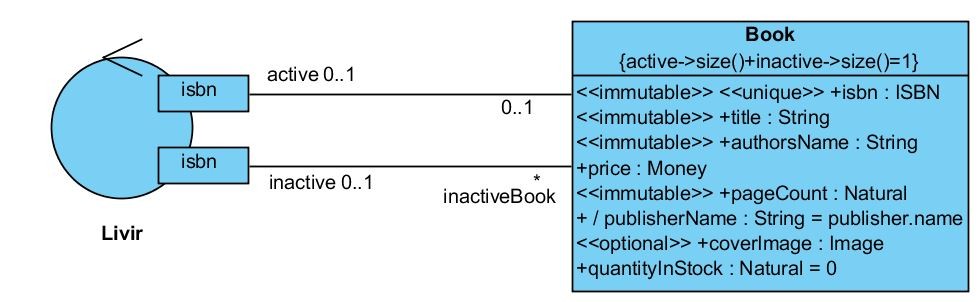 Book
{active->size()+inactive->size()=1}
isbn
active 0..1
0..1
isbn
inactive 0..1
*
inactiveBook
Livir
<<immutable>> <<unique>> +isbn : ISBN
<<immutable>> +title : String
<<immutable>> +authorsName : String
+price : Money
<<immutable>> +pageCount : Natural
+ / publisherName : String = publisher.name
<<optional>> +coverImage : Image
+quantityInStock : Natural = 0